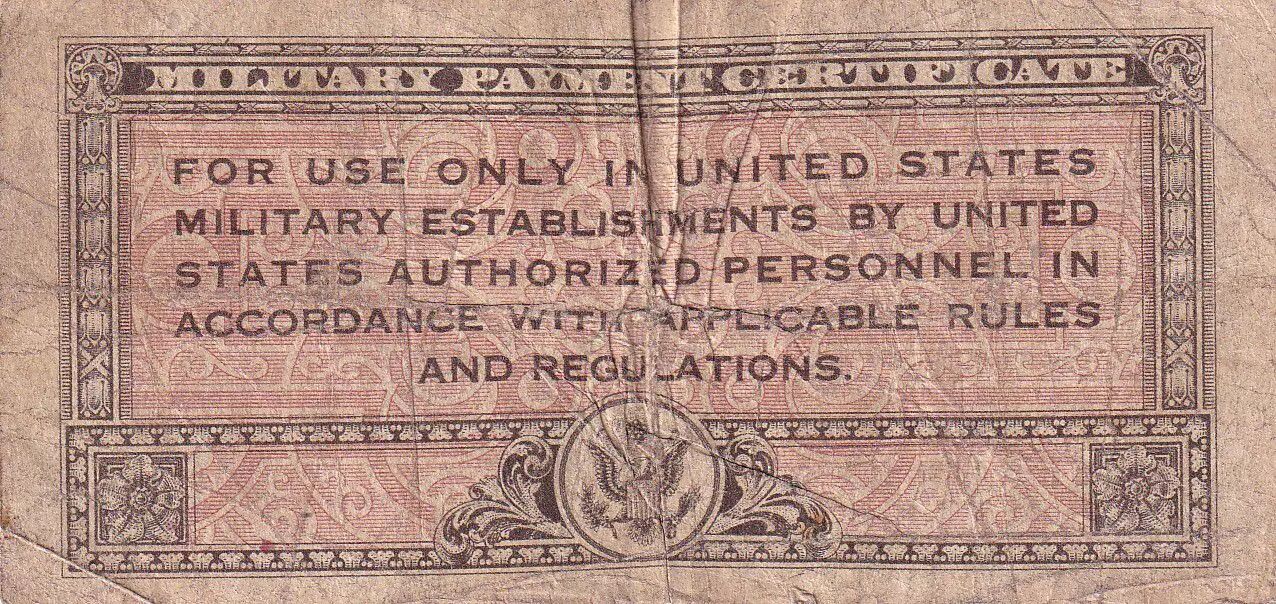 MILITARY PAYMENT CERTIFICATE
FOR USE ONLY IN UNITED STATES
MILITARY ESTABLISHMENTS BY UNITED
STATES AUTHORIZED PERSONNEL IN
ACCORDANCE WITH APPLICABLE RULES
AND REGULATIONS.